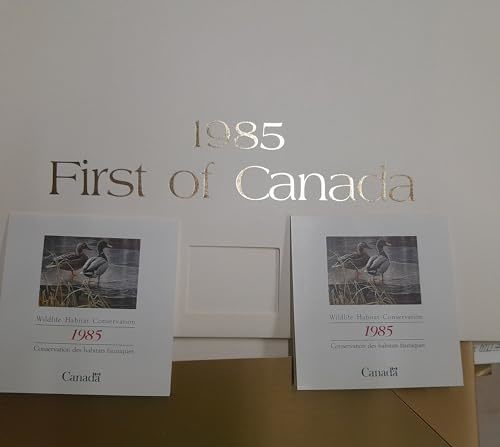 1985
First of Canada
Wildlife Habitat Conservation
1985
Conservation des habitats fauniques
Canada
Wildlife Habitat Conservation
1985
Conservation des habitats fauniques
Canada